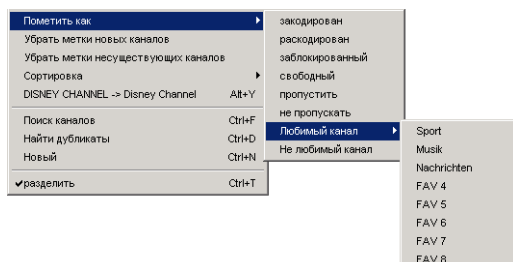 Пометить как
Убрать метки новых каналов
Убрать метки несуществующих каналов
Сортировка
DISNEY CHANNEL -> Disney Channel Alt+Y
Поиск каналов Ctrl+F
Найти дубликаты Ctrl+D
Новый Ctrl+N
разделить Ctrl+T
закодирован
раскодирован
заблокированный
свободный
пропустить
не пропускать
Любимый канал
Не любимый канал
Sport
Musik
Nachrichten
FAV 4
FAV 5
FAV 6
FAV 7
FAV 8